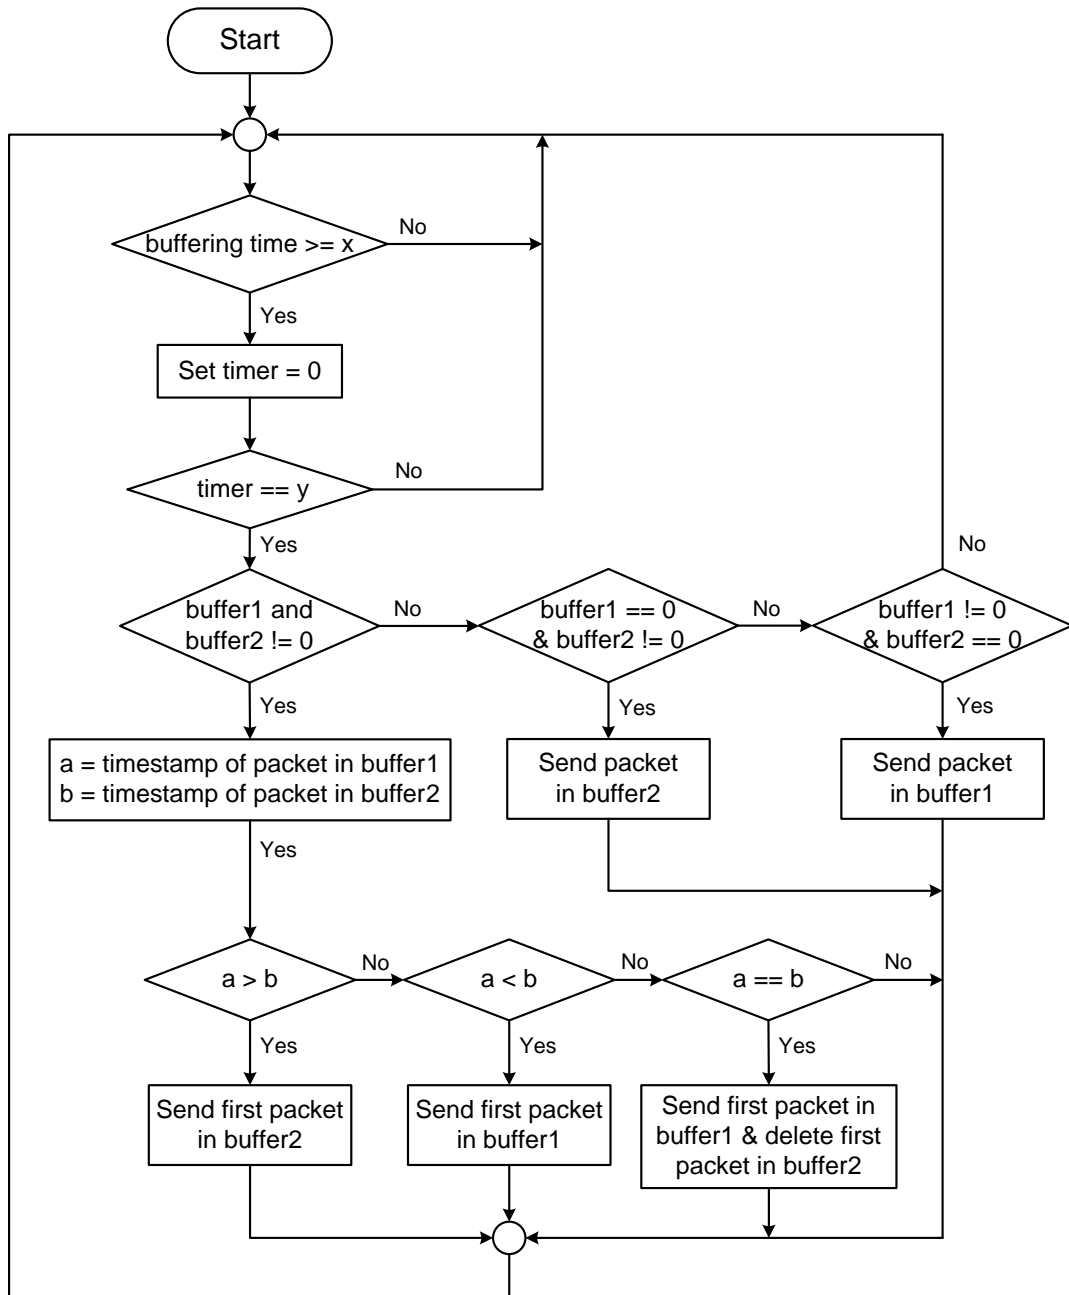 Start
buffering time >= x
No
Yes
Set timer = 0
timer == y
No
Yes
No
buffer1 and
buffer2 != 0
No
buffer1 == 0
& buffer2 != 0
No
buffer1 != 0
& buffer2 == 0
Yes
Yes
Yes
a = timestamp of packet in buffer1
b = timestamp of packet in buffer2
Send packet
in buffer2
Send packet
in buffer1
Yes
a > b
No
a < b
No
a == b
No
Yes
Yes
Yes
Send first packet
in buffer2
Send first packet
in buffer1
Send first packet in
buffer1 & delete first
packet in buffer2